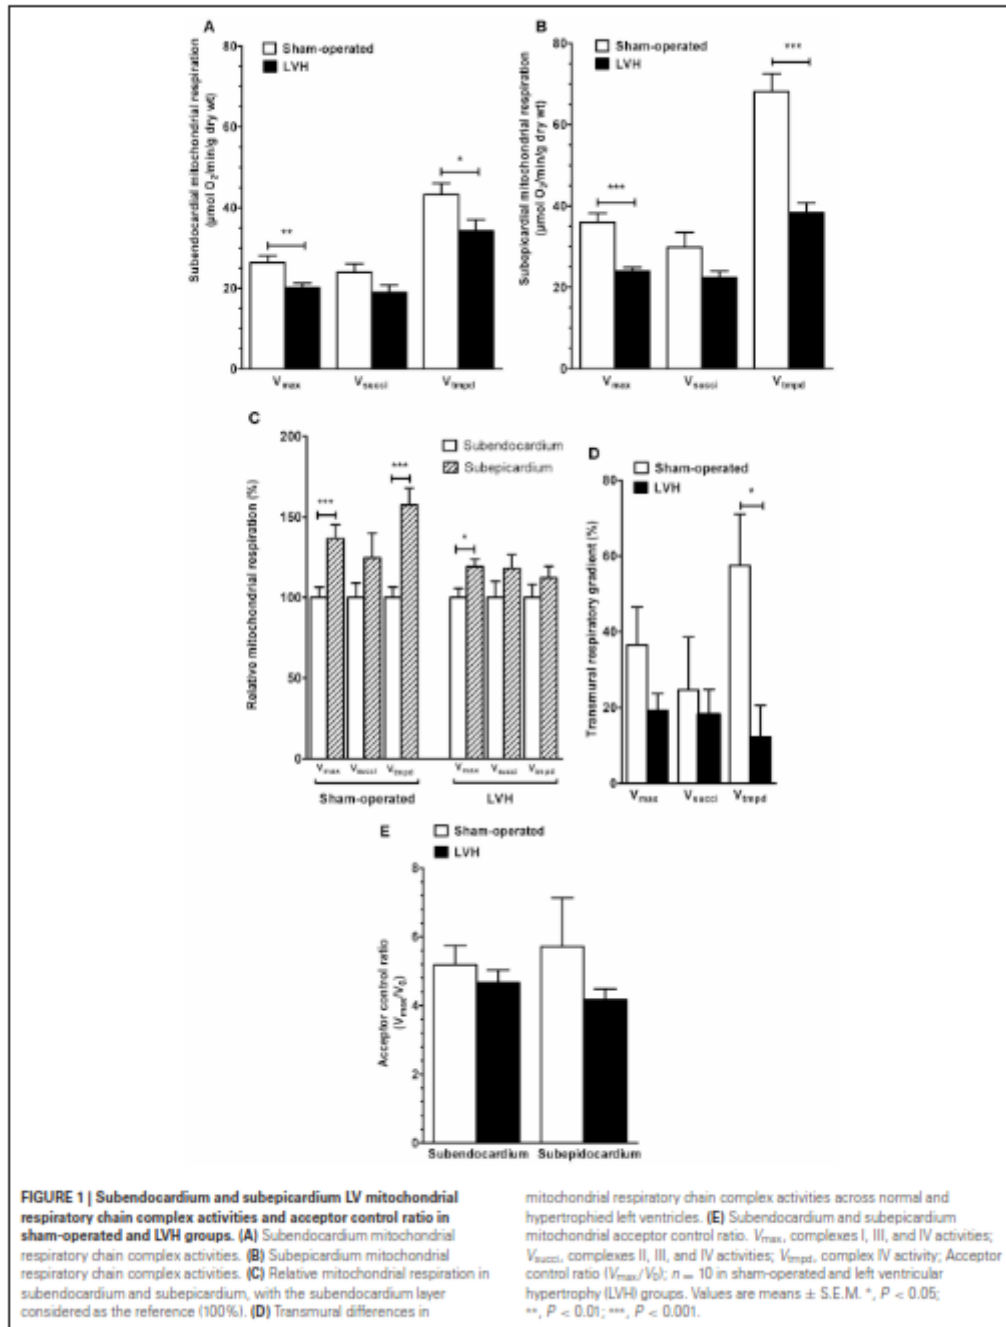 A
Sham-operated
LVH
Subendocardial mitochondrial respiration
(µmol O2/min/g dry wt)
80
60
40
20
0
**
*
Vmax
Vsucci
Vtmpd
B
Sham-operated
LVH
Subepicardial mitochondrial respiration
(µmol O2/min/g dry wt)
80
60
40
20
0
***
***
Vmax
Vsucci
Vtmpd
C
Subendocardium
Subepicardium
Relative mitochondrial respiration (%)
200
150
100
50
0
***
***
*
Vmax
Vsucci
Vtmpd
Vmax
Vsucci
Vtmpd
Sham-operated
LVH
D
Sham-operated
LVH
Transmural respiratory gradient (%)
80
60
40
20
0
*
Vmax
Vsucci
Vtmpd
E
Sham-operated
LVH
Acceptor control ratio
(Vmax/V0)
8
6
4
2
0
Subendocardium
Subepidocardium
FIGURE 1 | Subendocardium and subepicardium LV mitochondrial
respiratory chain complex activities and acceptor control ratio in
sham-operated and LVH groups. (A) Subendocardium mitochondrial
respiratory chain complex activities. (B) Subepicardium mitochondrial
respiratory chain complex activities. (C) Relative mitochondrial respiration in
subendocardium and subepicardium, with the subendocardium layer
considered as the reference (100%). (D) Transmural differences in
mitochondrial respiratory chain complex activities across normal and
hypertrophied left ventricles. (E) Subendocardium and subepicardium
mitochondrial acceptor control ratio. Vmax, complexes I, III, and IV activities;
Vsucci, complexes II, III, and IV activities; Vtmpd, complex IV activity; Acceptor
control ratio (Vmax/V0); n = 10 in sham-operated and left ventricular
hypertrophy (LVH) groups. Values are means ± S.E.M. *, P < 0.05;
**, P < 0.01; ***, P < 0.001.